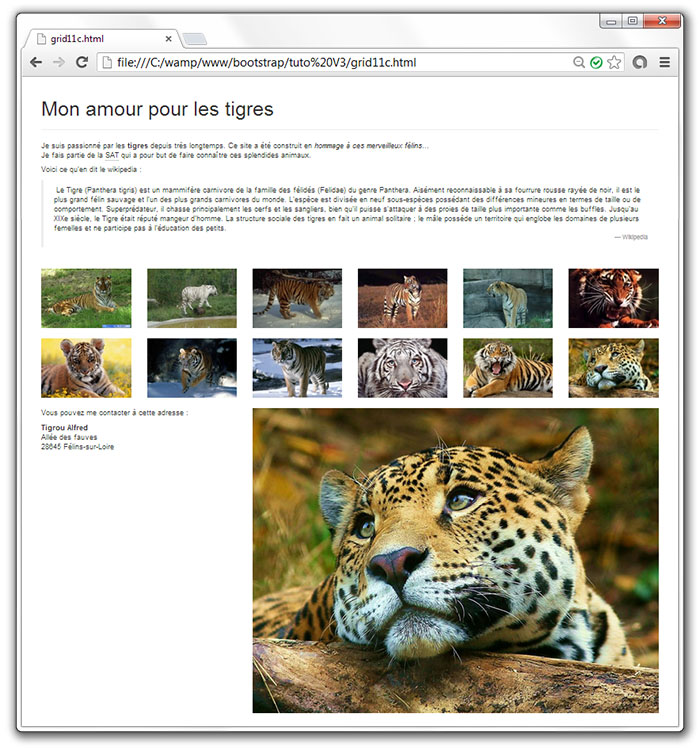 grid11c.html
file:///C:/wamp/www/bootstrap/tuto%20V3/grid11c.html
Mon amour pour les tigres
Je suis passionné par les tigres depuis très longtemps. Ce site a été construit en hommage à ces merveilleux félins...
Je fais partie de la SAT qui a pour but de faire connaître ces splendides animaux.
Voici ce qu'en dit le wikipedia :
Le Tigre (Panthera tigris) est un mammifère carnivore de la famille des félidés (Felidae) du genre Panthera. Aisément reconnaissable à sa fourrure rousse rayée de noir, il est le
plus grand félin sauvage et l'un des plus grands carnivores du monde. L'espèce est divisée en neuf sous-espèces possédant des différences mineures en termes de taille ou de
comportement. Superprédateur, il chasse principalement les cerfs et les sangliers, bien qu'il puisse s'attaquer à des proies de taille plus importante comme les buffles. Jusqu'au
XIXe siècle, le Tigre était réputé mangeur d'homme. La structure sociale des tigres en fait un animal solitaire ; le mâle possède un territoire qui englobe les domaines de plusieurs
femelles et ne participe pas à l'éducation des petits.
— Wikipedia
Vous pouvez me contacter à cette adresse :
Tigrou Alfred
Allée des fauves
28645 Félins-sur-Loire